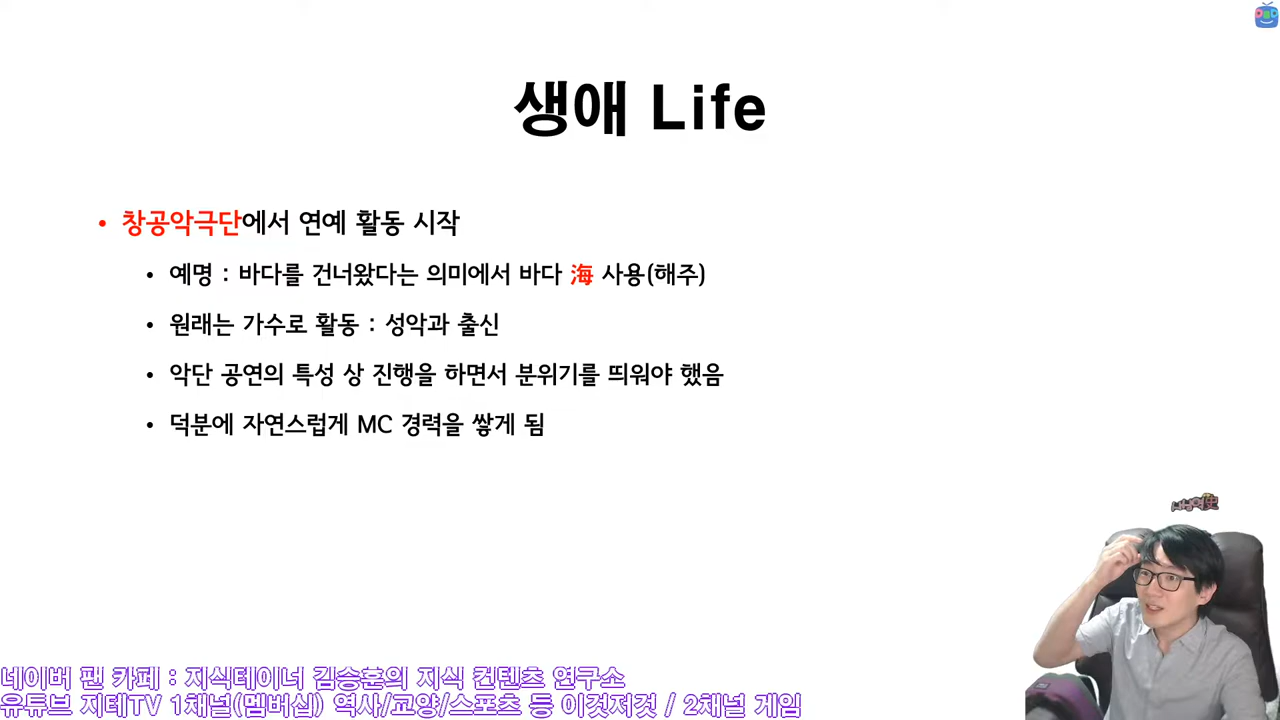 생애 Life
• 창공악극단에서 연예 활동 시작
• 예명 : 바다를 건너왔다는 의미에서 바다 海 사용(해주)
• 원래는 가수로 활동 : 성악과 출신
• 악단 공연의 특성 상 진행을 하면서 분위기를 띄워야 했음
• 덕분에 자연스럽게 MC 경력을 쌓게 됨
네이버 팬 카페 : 지식테이너 김승훈의 지식 컨텐츠 연구소
유튜브 지테TV 1채널(멤버십) 역사/교양/스포츠 등 이것저것 / 2채널 게임